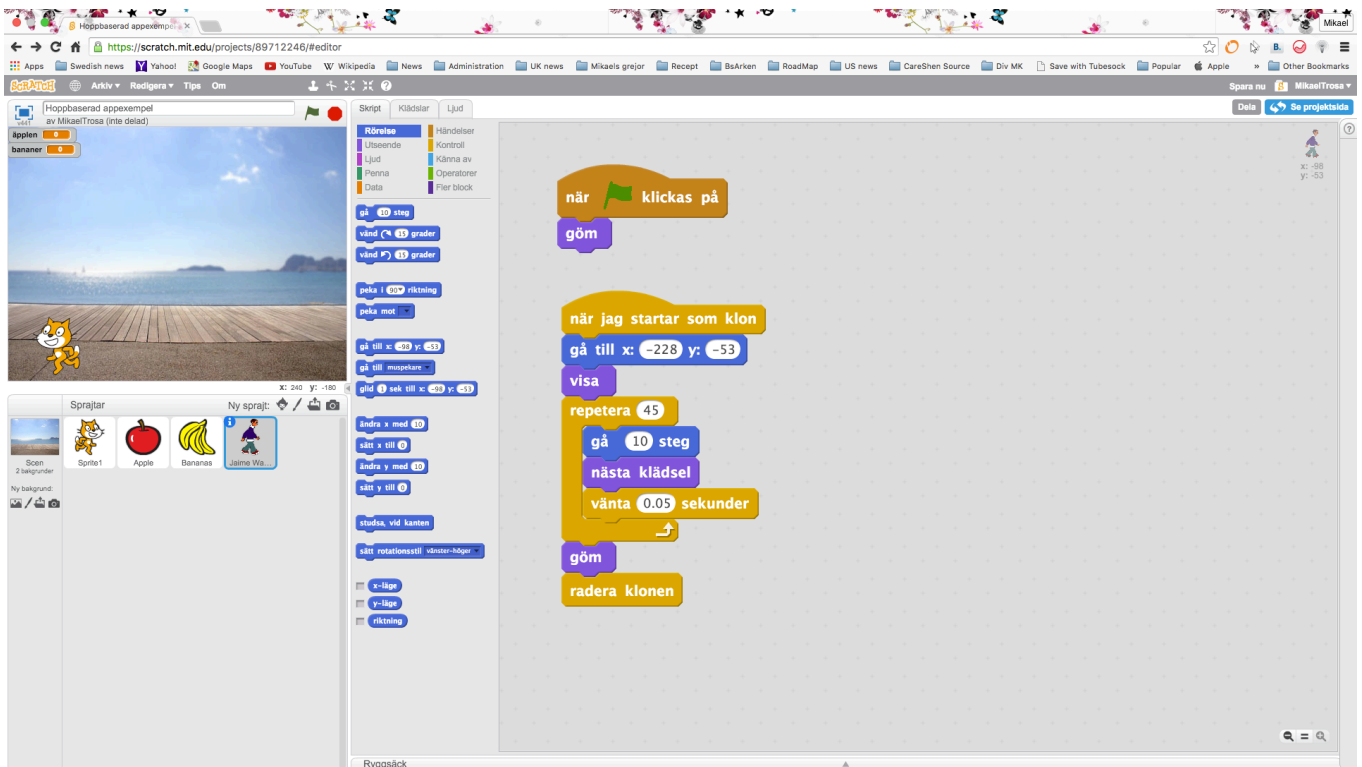 Hoppbaserad appexempel
Mikael
https://scratch.mit.edu/projects/89712246/#editor
Apps Swedish news Yahoo! Google Maps YouTube W Wikipedia News Administration UK news Mikaels grejor Recept BsArken RoadMap US news CareShen Source Div MK Save with Tubesock Popular Apple » Other Bookmarks
SCRATCH Arkiv Redigera Tips Om Spara nu MikaelTrosa
Hoppbaserad appexempel
av MikaelTrosa (inte delad)
v441
Skript Klädslar Ljud
Dela Se projektsida
äpplen 0
bananer 0
Rörelse Händelser
Utseende Kontroll
Ljud Känna av
Penna Operatorer
Data Fler block
gå 10 steg
vänd 15 grader
vänd 15 grader
peka i 90 riktning
peka mot
gå till x: -98 y: -53
gå till muspekare
glid 1 sek till x: -98 y: -53
ändra x med 10
sätt x till 0
ändra y med 10
sätt y till 0
studsa, vid kanten
sätt rotationsstil vänster-höger
x-läge
y-läge
riktning
när klickas på
göm
när jag startar som klon
gå till x: -228 y: -53
visa
repetera 45
gå 10 steg
nästa klädsel
vänta 0.05 sekunder
göm
radera klonen
x: -98
y: -53
X: 240 y: -180
Sprajtar Ny sprajt:
Scen
2 bakgrunder
Ny bakgrund:
Sprite1 Apple Bananas Jaime Wa...
Ryggsäck